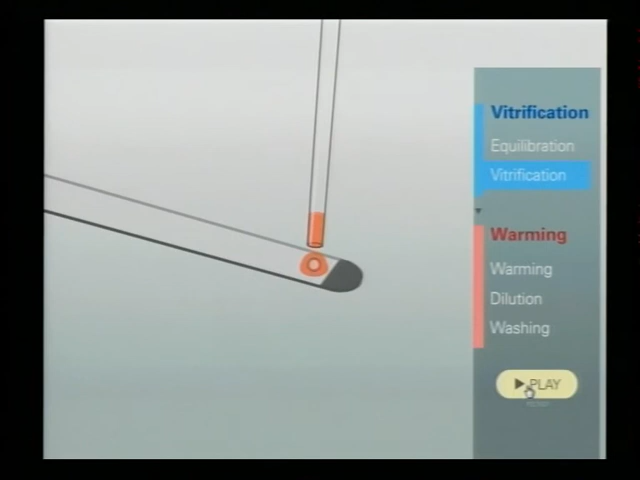 Vitrification
Equilibration
Vitrification
Warming
Warming
Dilution
Washing
PLAY